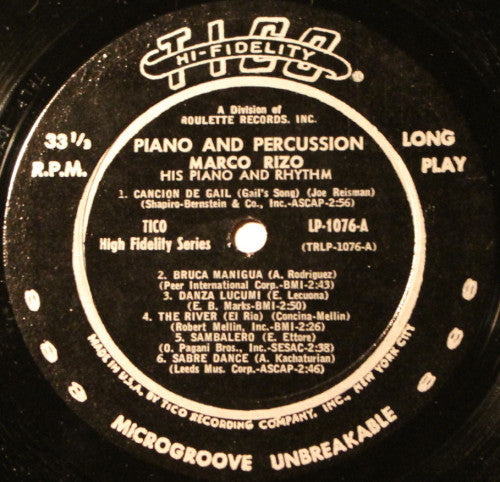 TICO
HI-FIDELITY
®
A Division of
ROULETTE RECORDS, INC.
33 1/3
R.P.M.
LONG
PLAY
PIANO AND PERCUSSION
MARCO RIZO
HIS PIANO AND RHYTHM
1. CANCION DE GAIL (Gail's Song) (Joe Reisman)
(Shapiro-Bernstein & Co., Inc.-ASCAP-2:56)
TICO
High Fidelity Series
LP-1076-A
(TRLP-1076-A)
2. BRUCA MANIGUA (A. Rodriguez)
(Peer International Corp.-BMI-2:43)
3. DANZA LUCUMI (E. Lecuona)
(E. B. Marks-BMI-2:50)
4. THE RIVER (El Rio) (Concina-Mellin)
(Robert Mellin, Inc.-BMI-2:26)
5. SAMBALERO (E. Ettore)
(O. Pagani Bros., Inc.-SESAC-2:38)
6. SABRE DANCE (A. Kachaturian)
(Leeds Mus. Corp.-ASCAP-2:46)
MADE IN U.S.A. BY TICO RECORDING COMPANY, INC., NEW YORK CITY
MICROGROOVE UNBREAKABLE